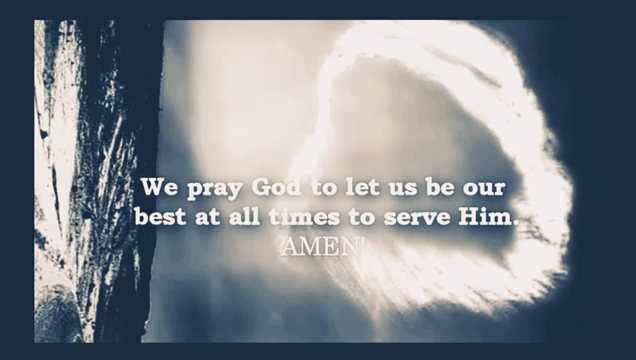 We pray God to let us be our
best at all times to serve Him.
AMEN!